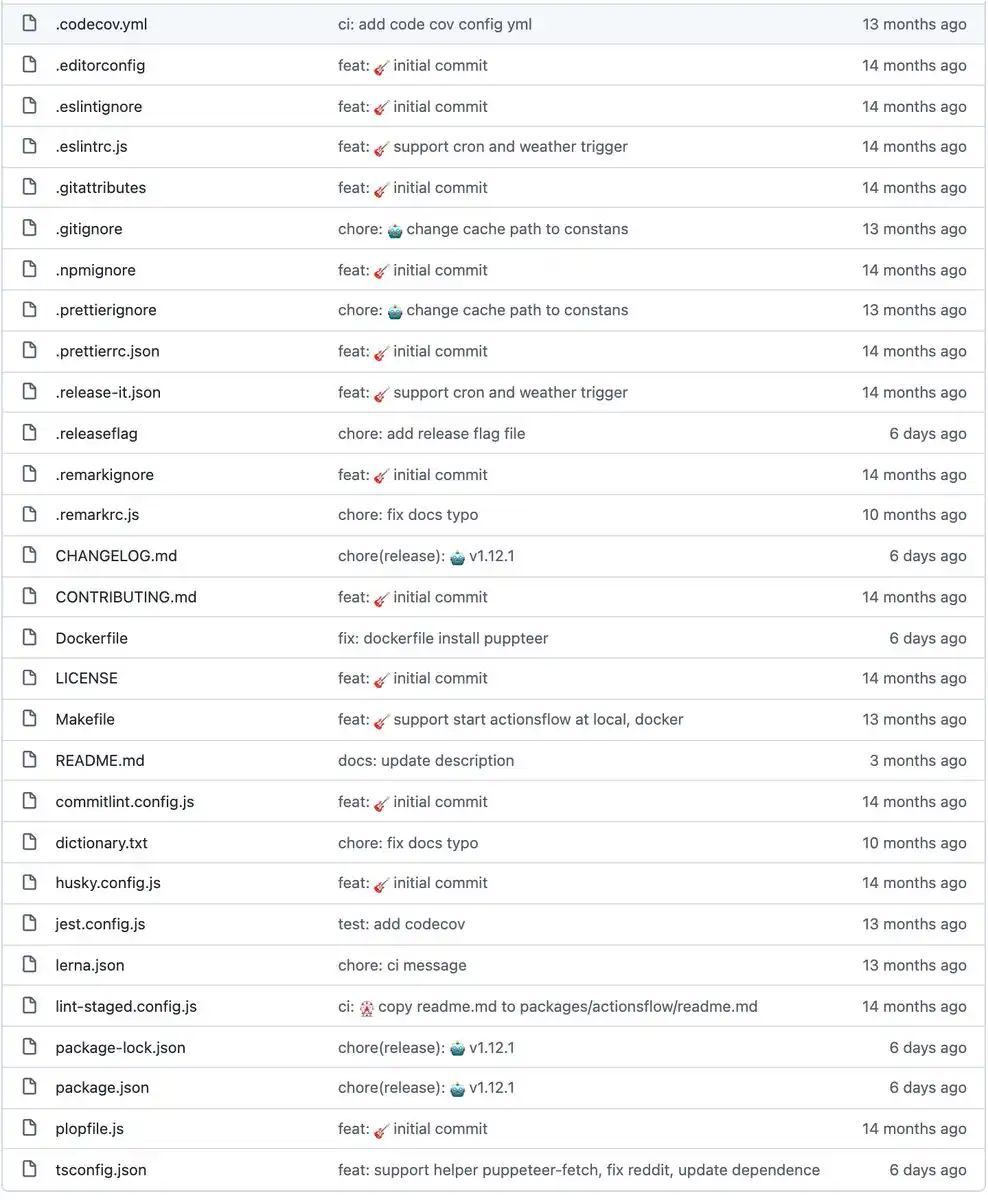 .codecov.yml ci: add code cov config yml 13 months ago
.editorconfig feat: 🎸 initial commit 14 months ago
.eslintignore feat: 🎸 initial commit 14 months ago
.eslintrc.js feat: 🎸 support cron and weather trigger 14 months ago
.gitattributes feat: 🎸 initial commit 14 months ago
.gitignore chore: 🤖 change cache path to constans 13 months ago
.npmignore feat: 🎸 initial commit 14 months ago
.prettierignore chore: 🤖 change cache path to constans 13 months ago
.prettierrc.json feat: 🎸 initial commit 14 months ago
.release-it.json feat: 🎸 support cron and weather trigger 14 months ago
.releaseflag chore: add release flag file 6 days ago
.remarkignore feat: 🎸 initial commit 14 months ago
.remarkrc.js chore: fix docs typo 10 months ago
CHANGELOG.md chore(release): 🤖 v1.12.1 6 days ago
CONTRIBUTING.md feat: 🎸 initial commit 14 months ago
Dockerfile fix: dockerfile install puppteer 6 days ago
LICENSE feat: 🎸 initial commit 14 months ago
Makefile feat: 🎸 support start actionsflow at local, docker 13 months ago
README.md docs: update description 3 months ago
commitlint.config.js feat: 🎸 initial commit 14 months ago
dictionary.txt chore: fix docs typo 10 months ago
husky.config.js feat: 🎸 initial commit 14 months ago
jest.config.js test: add codecov 13 months ago
lerna.json chore: ci message 13 months ago
lint-staged.config.js ci: 🎡 copy readme.md to packages/actionsflow/readme.md 14 months ago
package-lock.json chore(release): 🤖 v1.12.1 6 days ago
package.json chore(release): 🤖 v1.12.1 6 days ago
plopfile.js feat: 🎸 initial commit 14 months ago
tsconfig.json feat: support helper puppeteer-fetch, fix reddit, update dependence 6 days ago